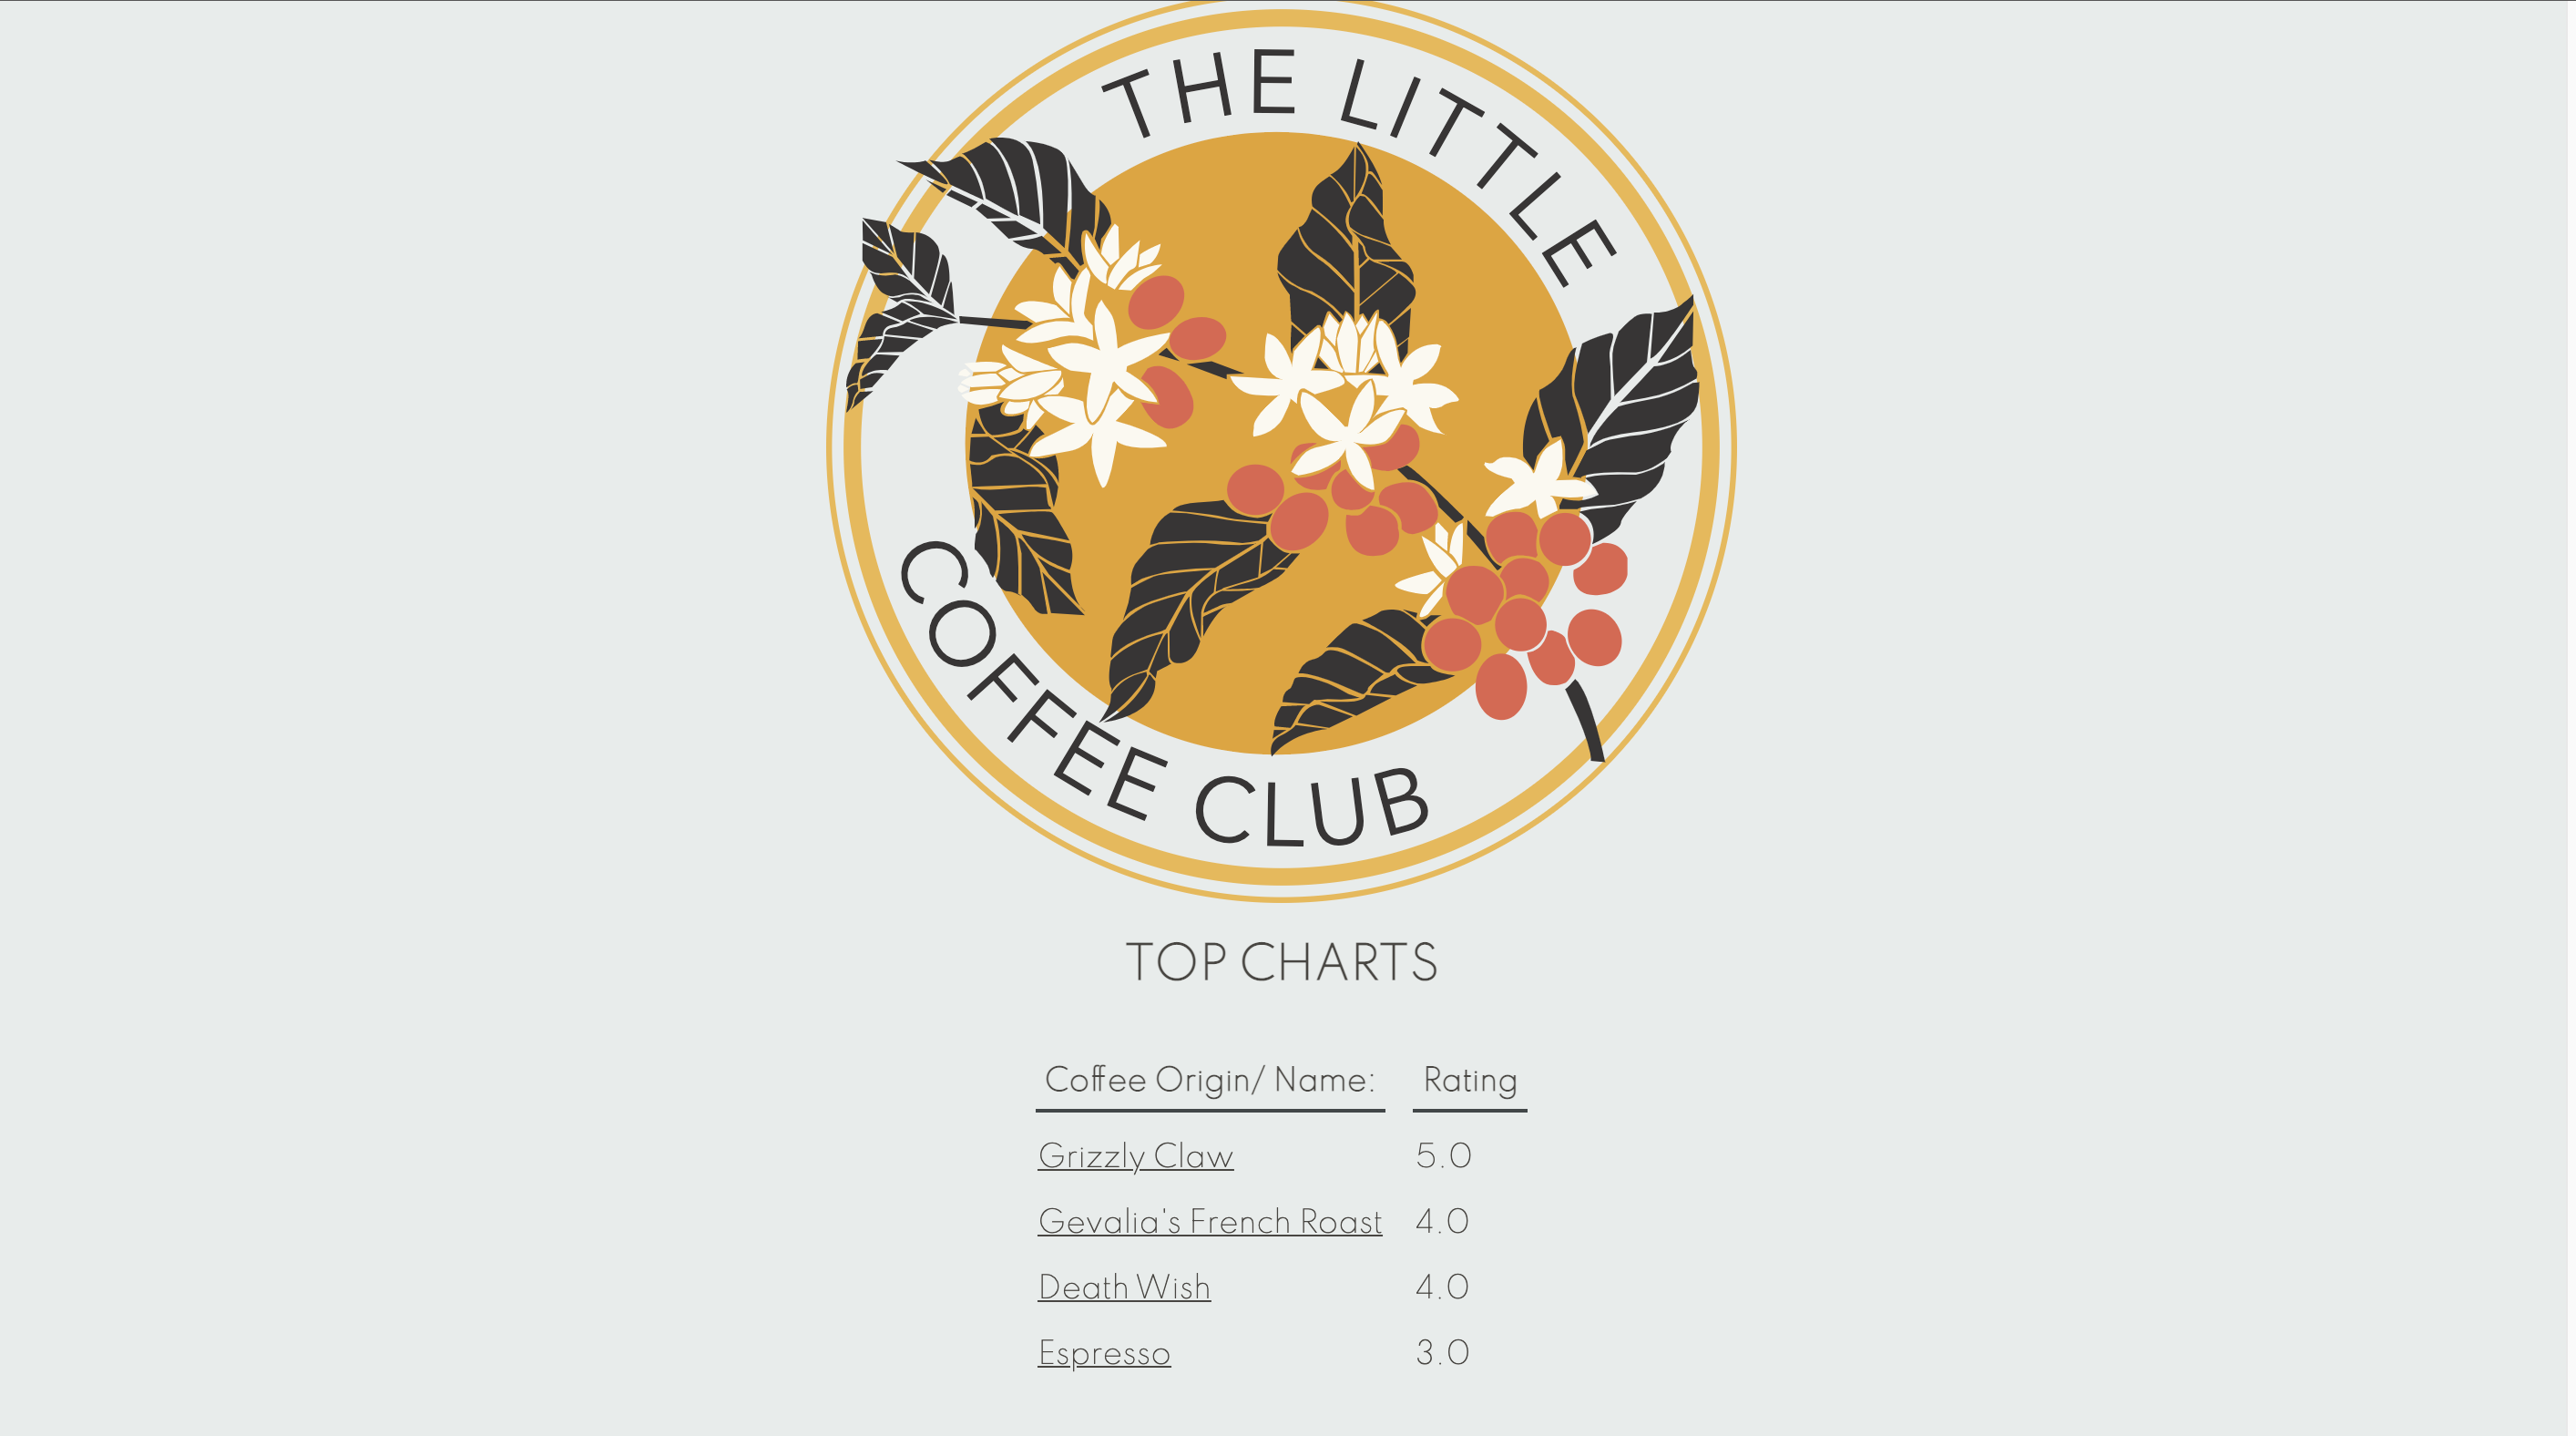 THE LITTLE
COFFEE CLUB
TOP CHARTS
Coffee Origin/ Name: Rating
Grizzly Claw 5.0
Gevalia's French Roast 4.0
Death Wish 4.0
Espresso 3.0